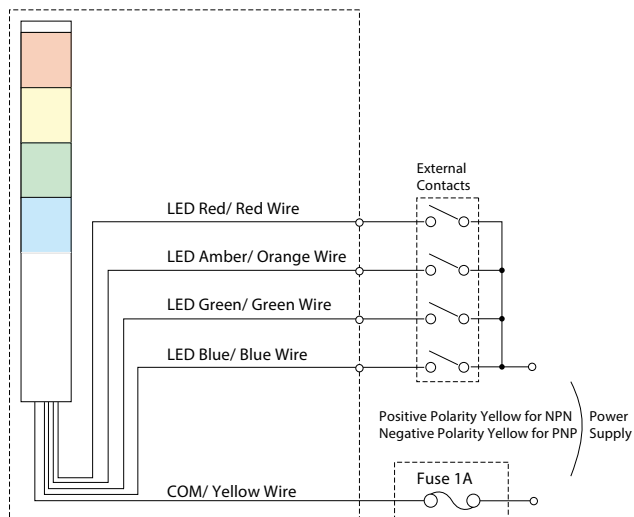 External
Contacts
LED Red/ Red Wire
LED Amber/ Orange Wire
LED Green/ Green Wire
LED Blue/ Blue Wire
Positive Polarity Yellow for NPN
Negative Polarity Yellow for PNP
Power
Supply
Fuse 1A
COM/ Yellow Wire